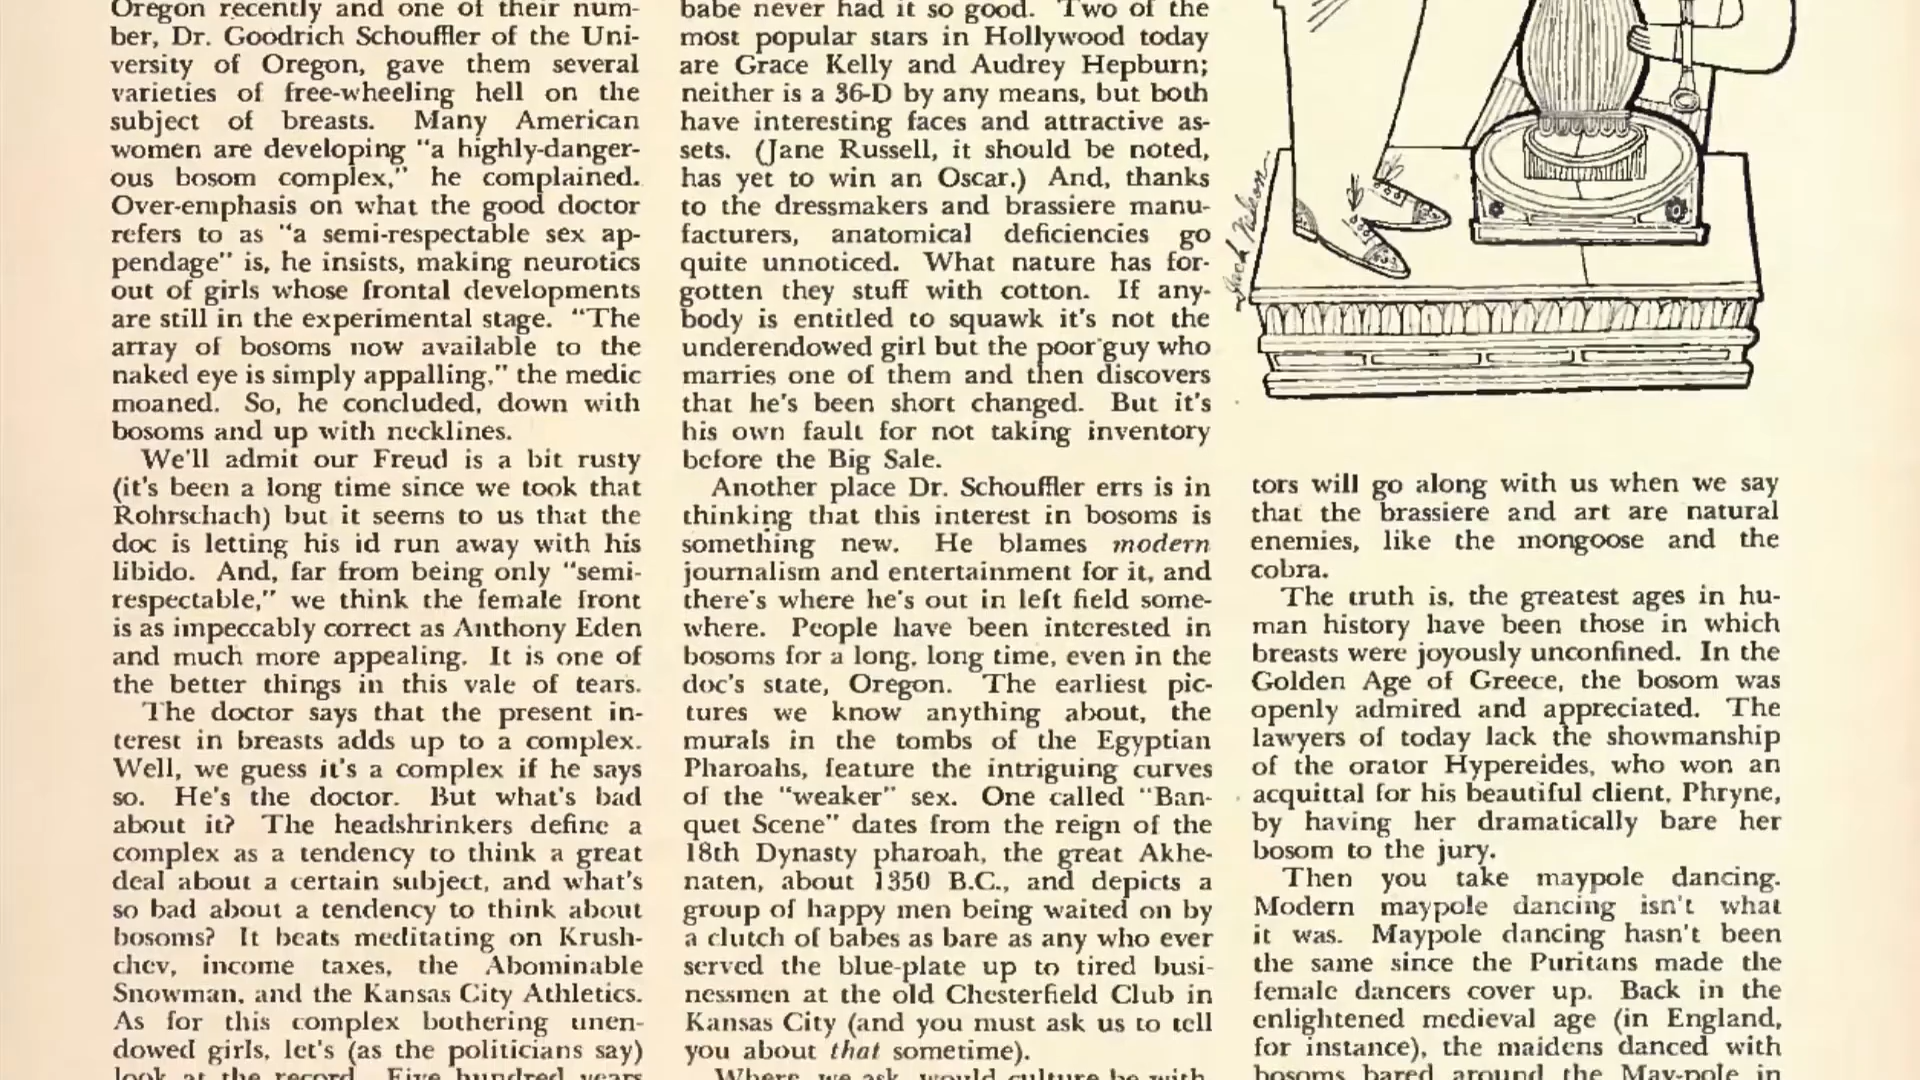 Oregon recently and one of their num-
ber, Dr. Goodrich Schouffler of the Uni-
versity of Oregon, gave them several
varieties of free-wheeling hell on the
subject of breasts. Many American
women are developing "a highly-danger-
ous bosom complex," he complained.
Over-emphasis on what the good doctor
refers to as "a semi-respectable sex ap-
pendage" is, he insists, making neurotics
out of girls whose frontal developments
are still in the experimental stage. "The
array of bosoms now available to the
naked eye is simply appalling," the medic
moaned. So, he concluded, down with
bosoms and up with necklines.
We'll admit our Freud is a bit rusty
(it's been a long time since we took that
Rohrschach) but it seems to us that the
doc is letting his id run away with his
libido. And, far from being only "semi-
respectable," we think the female front
is as impeccably correct as Anthony Eden
and much more appealing. It is one of
the better things in this vale of tears.
The doctor says that the present in-
terest in breasts adds up to a complex.
Well, we guess it's a complex if he says
so. He's the doctor. But what's bad
about it? The headshrinkers define a
complex as a tendency to think a great
deal about a certain subject, and what's
so bad about a tendency to think about
bosoms? It beats meditating on Krush-
chev, income taxes, the Abominable
Snowman, and the Kansas City Athletics.
As for this complex bothering unen-
dowed girls, let's (as the politicians say)
look at the record. Five hundred years
babe never had it so good. Two of the
most popular stars in Hollywood today
are Grace Kelly and Audrey Hepburn;
neither is a 36-D by any means, but both
have interesting faces and attractive as-
sets. (Jane Russell, it should be noted,
has yet to win an Oscar.) And, thanks
to the dressmakers and brassiere manu-
facturers, anatomical deficiencies go
quite unnoticed. What nature has for-
gotten they stuff with cotton. If any-
body is entitled to squawk it's not the
underendowed girl but the poor guy who
marries one of them and then discovers
that he's been short changed. But it's
his own fault for not taking inventory
before the Big Sale.
Another place Dr. Schouffler errs is in
thinking that this interest in bosoms is
something new. He blames modern
journalism and entertainment for it, and
there's where he's out in left field some-
where. People have been interested in
bosoms for a long, long time, even in the
doc's state, Oregon. The earliest pic-
tures we know anything about, the
murals in the tombs of the Egyptian
Pharoahs, feature the intriguing curves
of the "weaker" sex. One called "Ban-
quet Scene" dates from the reign of the
18th Dynasty pharoah, the great Akhe-
naten, about 1350 B.C., and depicts a
group of happy men being waited on by
a clutch of babes as bare as any who ever
served the blue-plate up to tired busi-
nessmen at the old Chesterfield Club in
Kansas City (and you must ask us to tell
you about that sometime).
Where, we ask, would culture be with-
tors will go along with us when we say
that the brassiere and art are natural
enemies, like the mongoose and the
cobra.
The truth is, the greatest ages in hu-
man history have been those in which
breasts were joyously unconfined. In the
Golden Age of Greece, the bosom was
openly admired and appreciated. The
lawyers of today lack the showmanship
of the orator Hypereides, who won an
acquittal for his beautiful client, Phryne,
by having her dramatically bare her
bosom to the jury.
Then you take maypole dancing.
Modern maypole dancing isn't what
it was. Maypole dancing hasn't been
the same since the Puritans made the
female dancers cover up. Back in the
enlightened medieval age (in England,
for instance), the maidens danced with
bosoms bared around the May-pole in